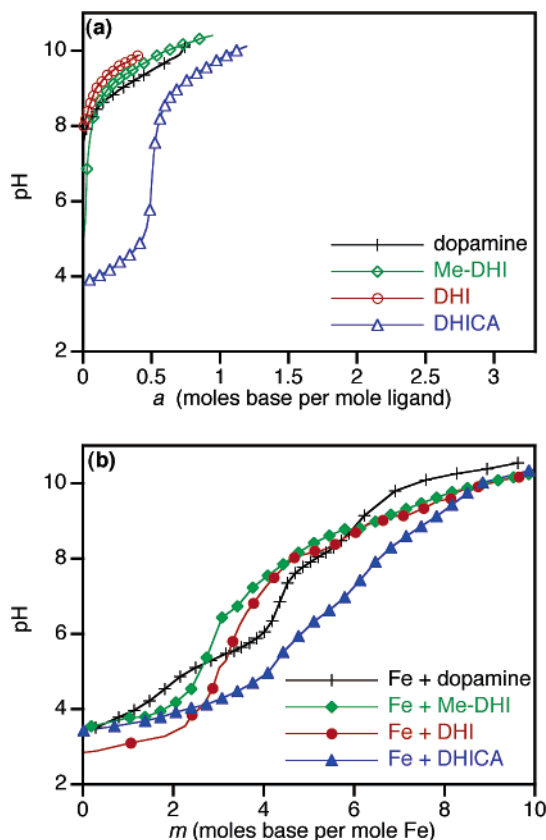 (a)
10
8
6
4
2
pH
dopamine
Me-DHI
DHI
DHICA
0 0.5 1 1.5 2 2.5 3
a (moles base per mole ligand)
(b)
10
8
6
4
2
pH
Fe + dopamine
Fe + Me-DHI
Fe + DHI
Fe + DHICA
0 2 4 6 8 10
m (moles base per mole Fe)